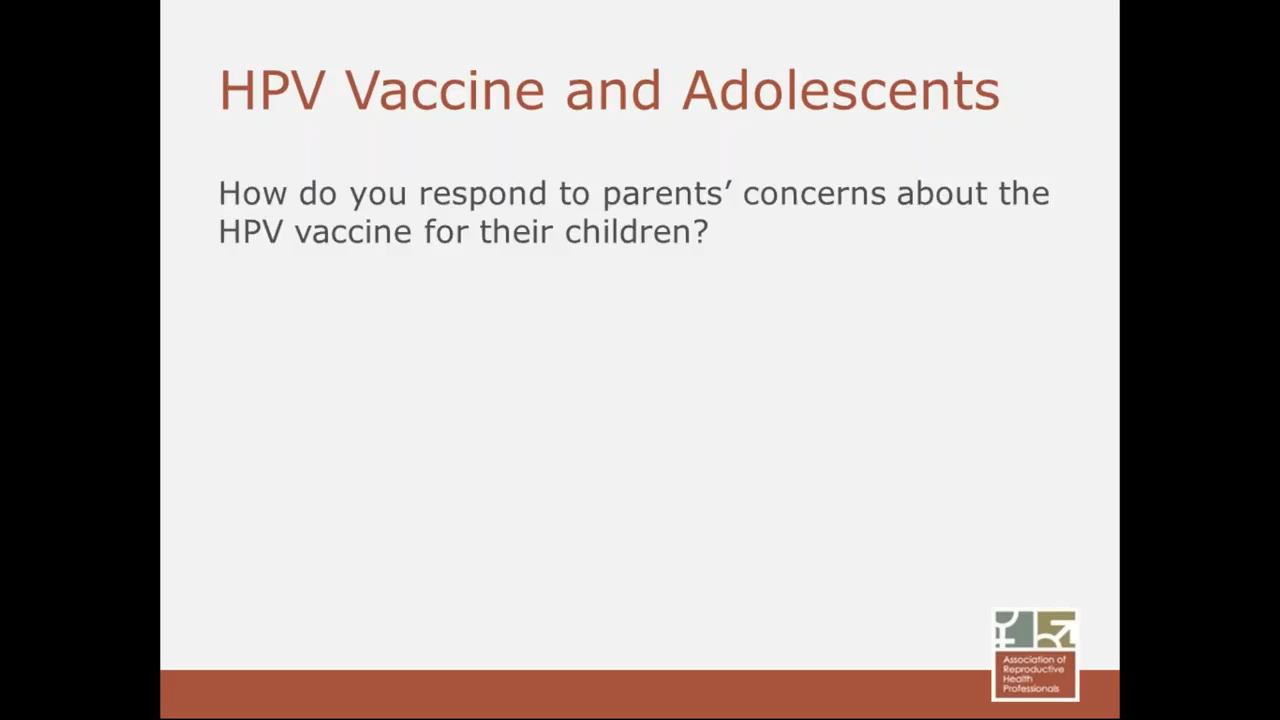 HPV Vaccine and Adolescents
How do you respond to parents’ concerns about the
HPV vaccine for their children?
Association of
Reproductive
Health
Professionals